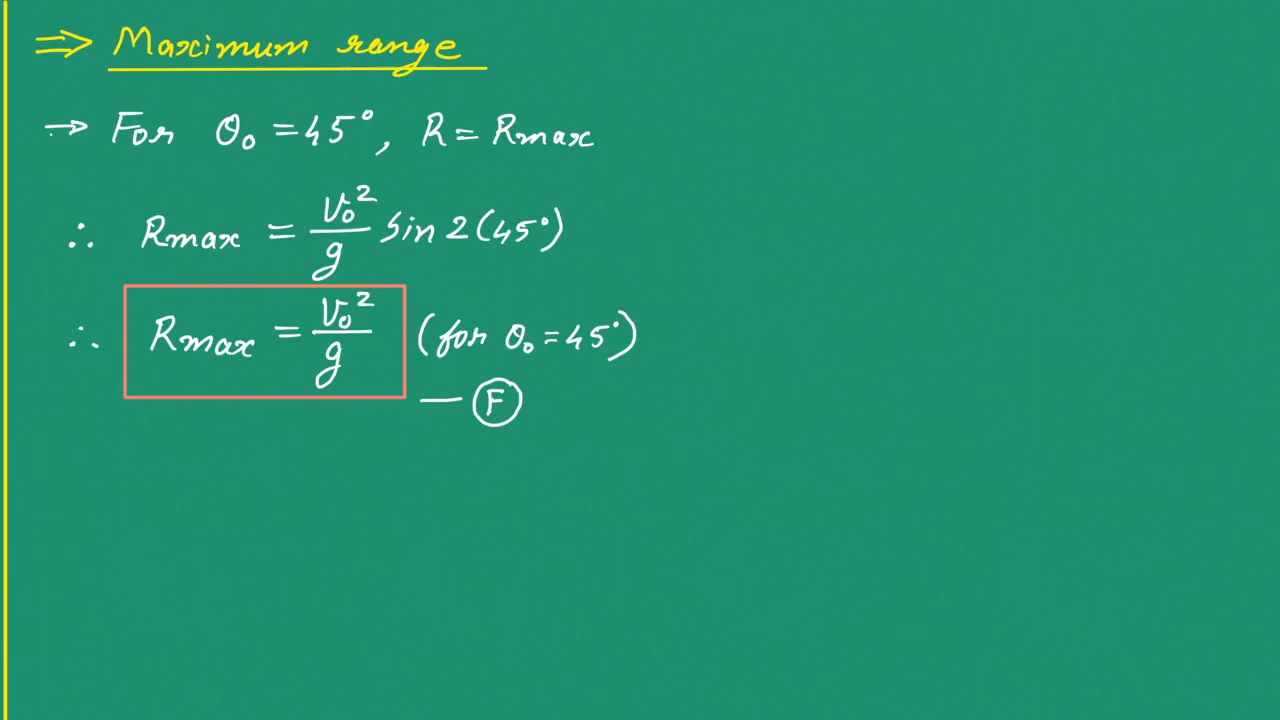 ⇒ Maximum range
→ For θ₀ = 45°, R = Rmax
∴ Rmax = v₀²/g sin 2(45°)
∴ Rmax = v₀²/g (for θ₀ = 45°)
— F